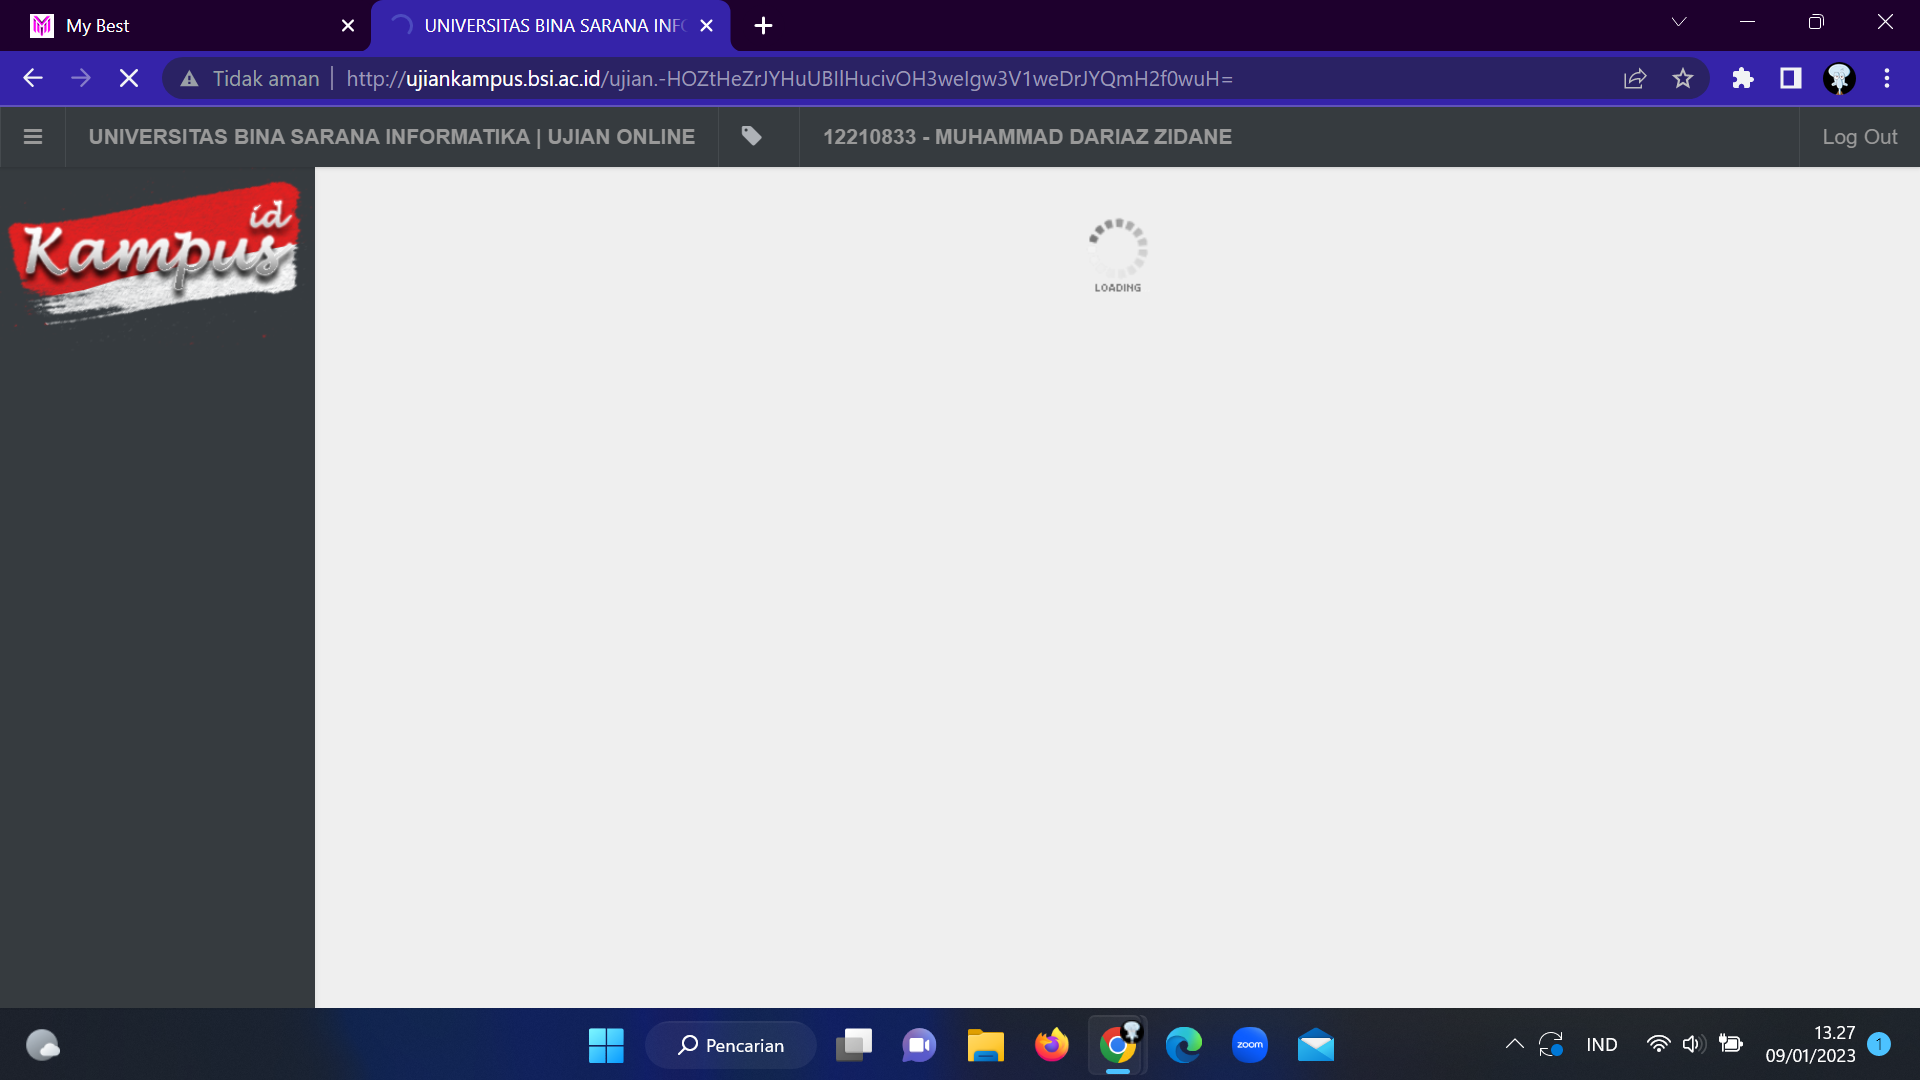 My Best
UNIVERSITAS BINA SARANA INF
Tidak aman
http://ujiankampus.bsi.ac.id/ujian.-HOZtHeZrJYHuUBIlHucivOH3weIgw3V1weDrJYQmH2f0wuH=
UNIVERSITAS BINA SARANA INFORMATIKA | UJIAN ONLINE
12210833 - MUHAMMAD DARIAZ ZIDANE
Log Out
Kampus id
LOADING
Pencarian
zoom
IND
13.27
09/01/2023
1